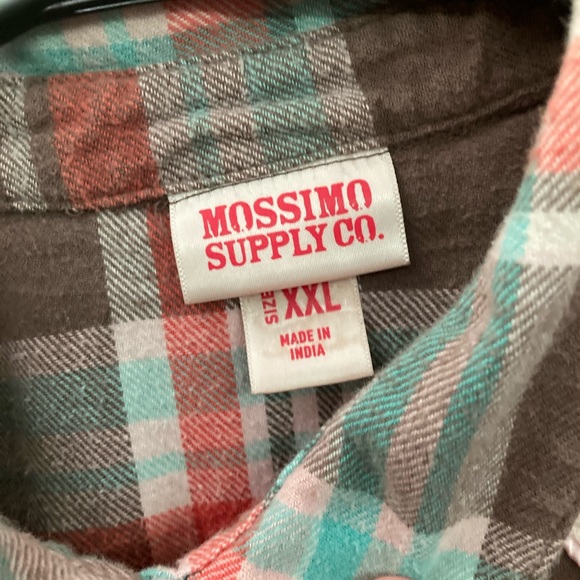 MOSSIMO
SUPPLY CO.
SIZE XXL
MADE IN
INDIA